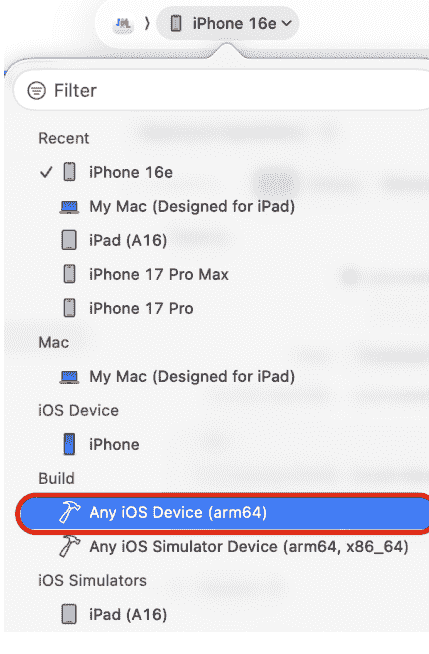 iPhone 16e
Filter
Recent
iPhone 16e
My Mac (Designed for iPad)
iPad (A16)
iPhone 17 Pro Max
iPhone 17 Pro
Mac
My Mac (Designed for iPad)
iOS Device
iPhone
Build
Any iOS Device (arm64)
Any iOS Simulator Device (arm64, x86_64)
iOS Simulators
iPad (A16)